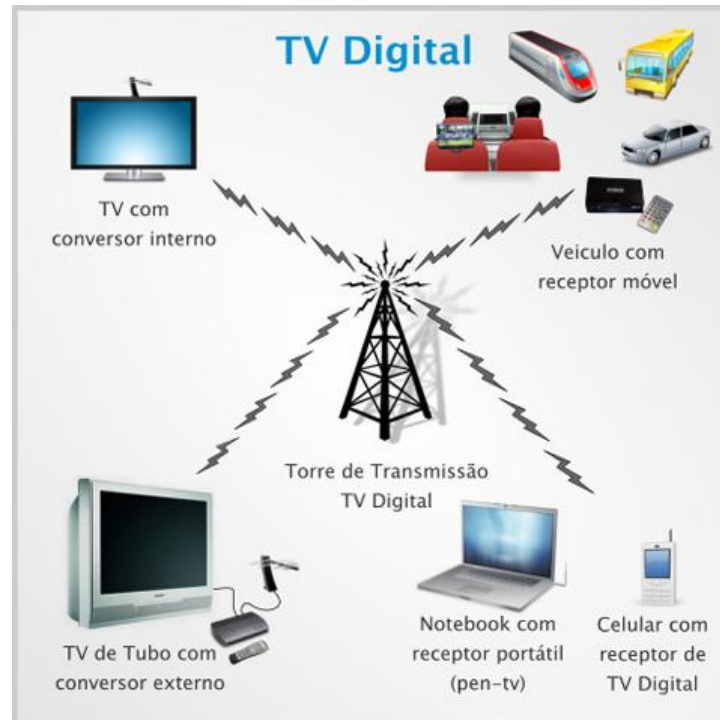 TV Digital
TV com
conversor interno
Veiculo com
receptor móvel
Torre de Transmissão
TV Digital
TV de Tubo com
conversor externo
Notebook com
receptor portátil
(pen-tv)
Celular com
receptor de
TV Digital